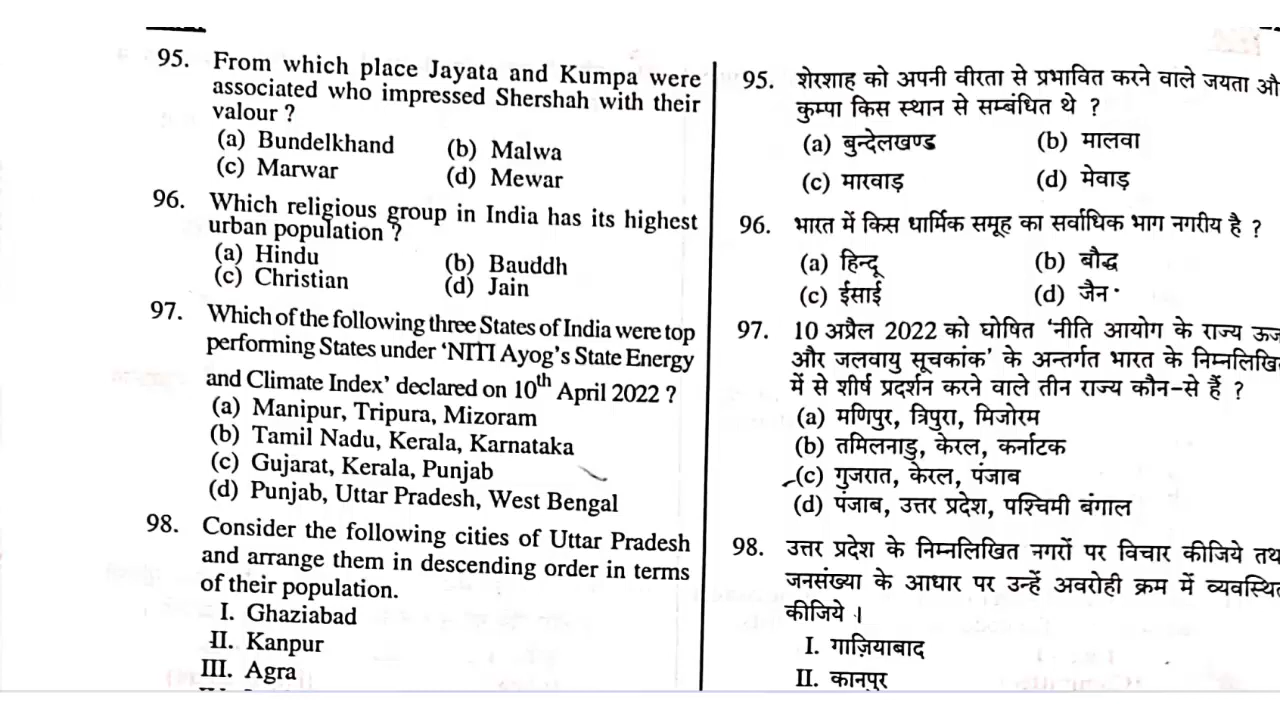 95. From which place Jayata and Kumpa were
associated who impressed Shershah with their
valour ?
(a) Bundelkhand (b) Malwa
(c) Marwar (d) Mewar
96. Which religious group in India has its highest
urban population ?
(a) Hindu (b) Bauddh
(c) Christian (d) Jain
97. Which of the following three States of India were top
performing States under ‘NITI Ayog’s State Energy
and Climate Index’ declared on 10th April 2022 ?
(a) Manipur, Tripura, Mizoram
(b) Tamil Nadu, Kerala, Karnataka
(c) Gujarat, Kerala, Punjab
(d) Punjab, Uttar Pradesh, West Bengal
98. Consider the following cities of Uttar Pradesh
and arrange them in descending order in terms
of their population.
I. Ghaziabad
II. Kanpur
III. Agra
95. शेरशाह को अपनी वीरता से प्रभावित करने वाले जयता औ
कुम्पा किस स्थान से सम्बंधित थे ?
(a) बुन्देलखण्ड (b) मालवा
(c) मारवाड़ (d) मेवाड़
96. भारत में किस धार्मिक समूह का सर्वाधिक भाग नगरीय है ?
(a) हिन्दू (b) बौद्ध
(c) ईसाई (d) जैन
97. 10 अप्रैल 2022 को घोषित ‘नीति आयोग के राज्य ऊर्ज
और जलवायु सूचकांक’ के अन्तर्गत भारत के निम्नलिखि
में से शीर्ष प्रदर्शन करने वाले तीन राज्य कौन-से हैं ?
(a) मणिपुर, त्रिपुरा, मिजोरम
(b) तमिलनाडु, केरल, कर्नाटक
(c) गुजरात, केरल, पंजाब
(d) पंजाब, उत्तर प्रदेश, पश्चिमी बंगाल
98. उत्तर प्रदेश के निम्नलिखित नगरों पर विचार कीजिये तथ
जनसंख्या के आधार पर उन्हें अवरोही क्रम में व्यवस्थित
कीजिये ।
I. गाज़ियाबाद
II. कानपुर